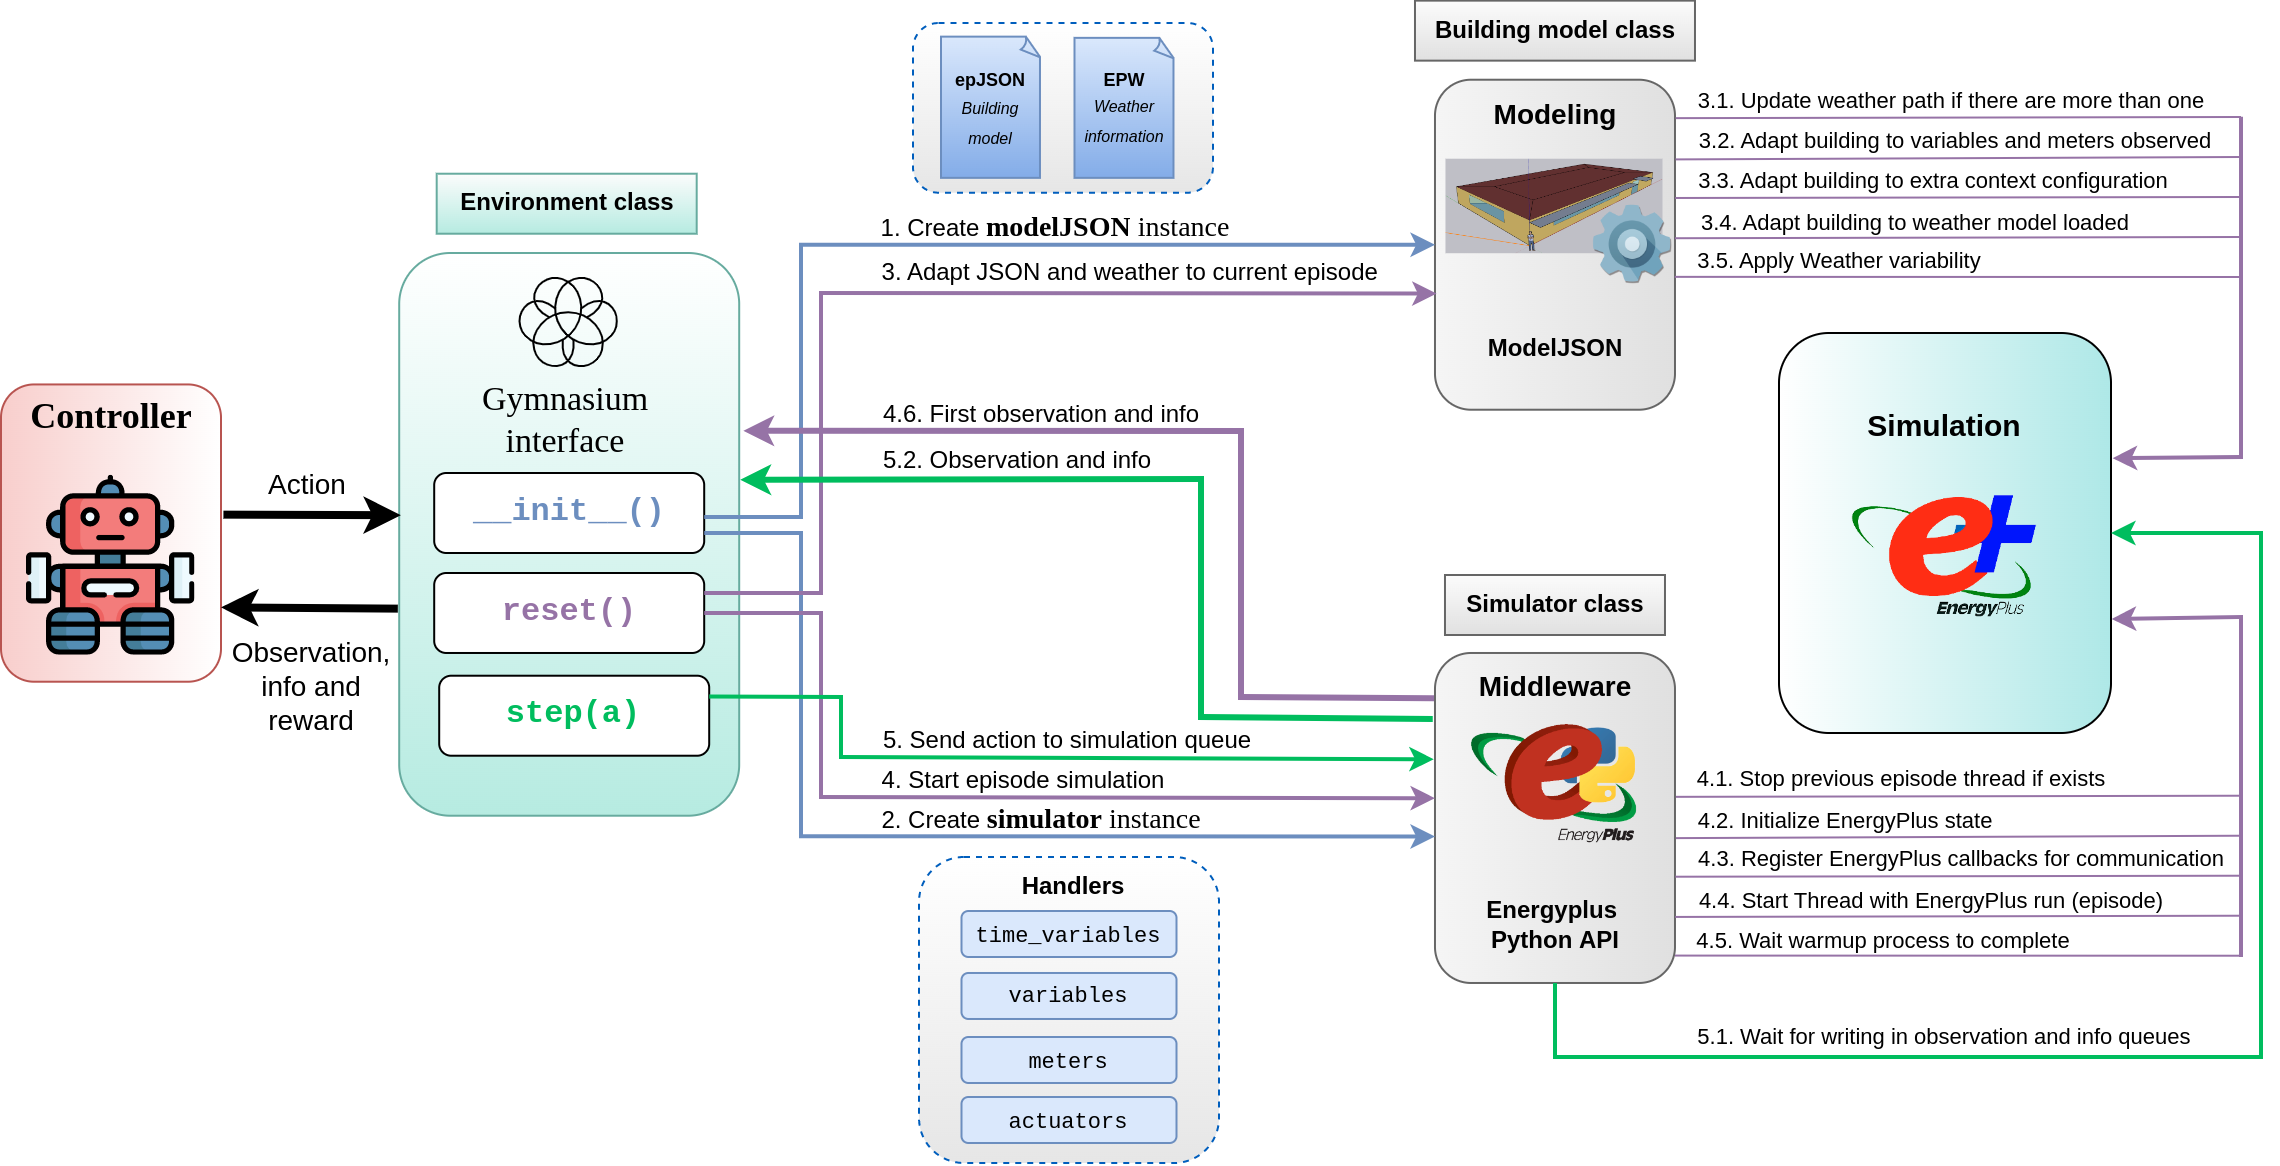 Building model class
epJSON
Building
model
EPW
Weather
information
Modeling
3.1. Update weather path if there are more than one
3.2. Adapt building to variables and meters observed
3.3. Adapt building to extra context configuration
3.4. Adapt building to weather model loaded
3.5. Apply Weather variability
ModelJSON
Environment class
1. Create modelJSON instance
3. Adapt JSON and weather to current episode
Gymnasium
interface
Controller
Action
Observation,
info and
reward
__init__()
reset()
step(a)
4.6. First observation and info
5.2. Observation and info
Simulation
e+
EnergyPlus
Simulator class
Middleware
EnergyPlus
Energyplus
Python API
5. Send action to simulation queue
4. Start episode simulation
2. Create simulator instance
4.1. Stop previous episode thread if exists
4.2. Initialize EnergyPlus state
4.3. Register EnergyPlus callbacks for communication
4.4. Start Thread with EnergyPlus run (episode)
4.5. Wait warmup process to complete
5.1. Wait for writing in observation and info queues
Handlers
time_variables
variables
meters
actuators